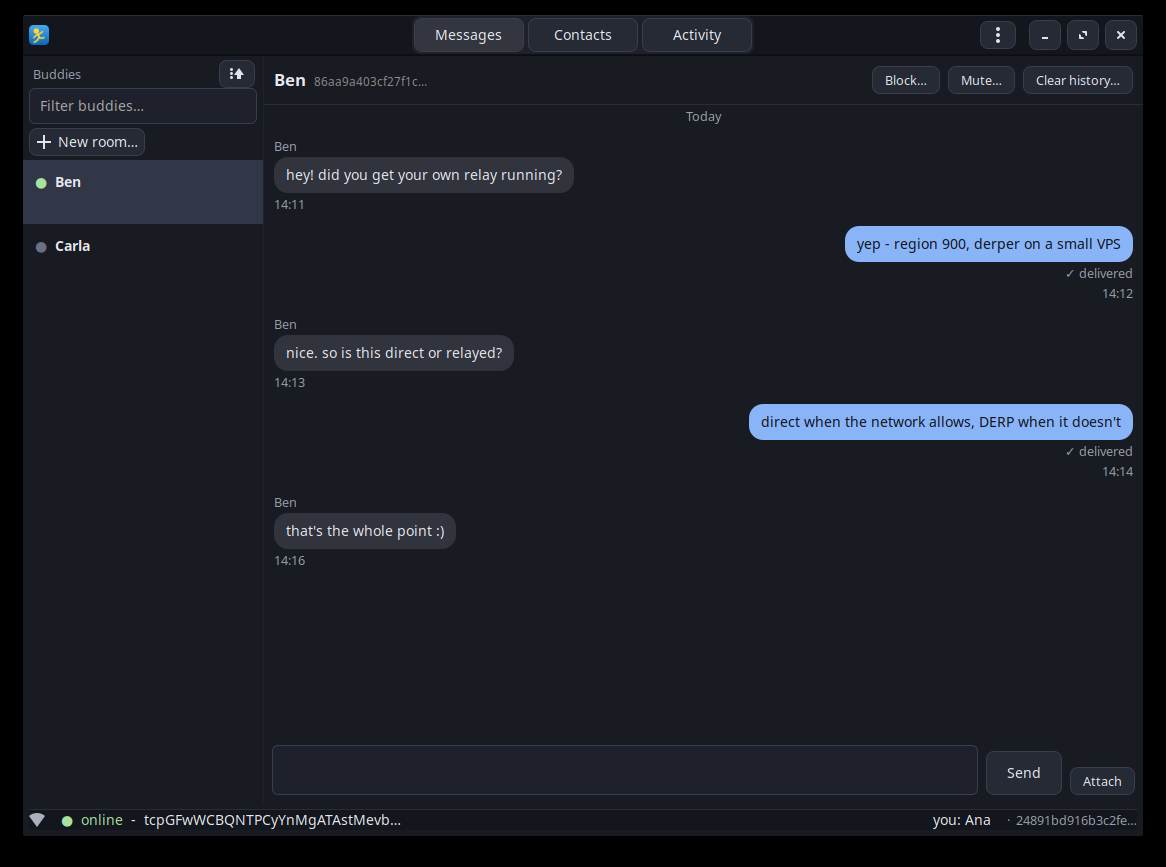 Messages
Contacts
Activity
Buddies
Filter buddies...
New room...
Ben
Carla
Ben 86aa9a403cf27f1c...
Block...
Mute...
Clear history...
Today
Ben
hey! did you get your own relay running?
14:11
yep - region 900, derper on a small VPS
✓ delivered
14:12
Ben
nice. so is this direct or relayed?
14:13
direct when the network allows, DERP when it doesn't
✓ delivered
14:14
Ben
that's the whole point :)
14:16
Send
Attach
online - tcpGFwWCBQNTPCyYnMgATAstMevb...
you: Ana · 24891bd916b3c2fe...